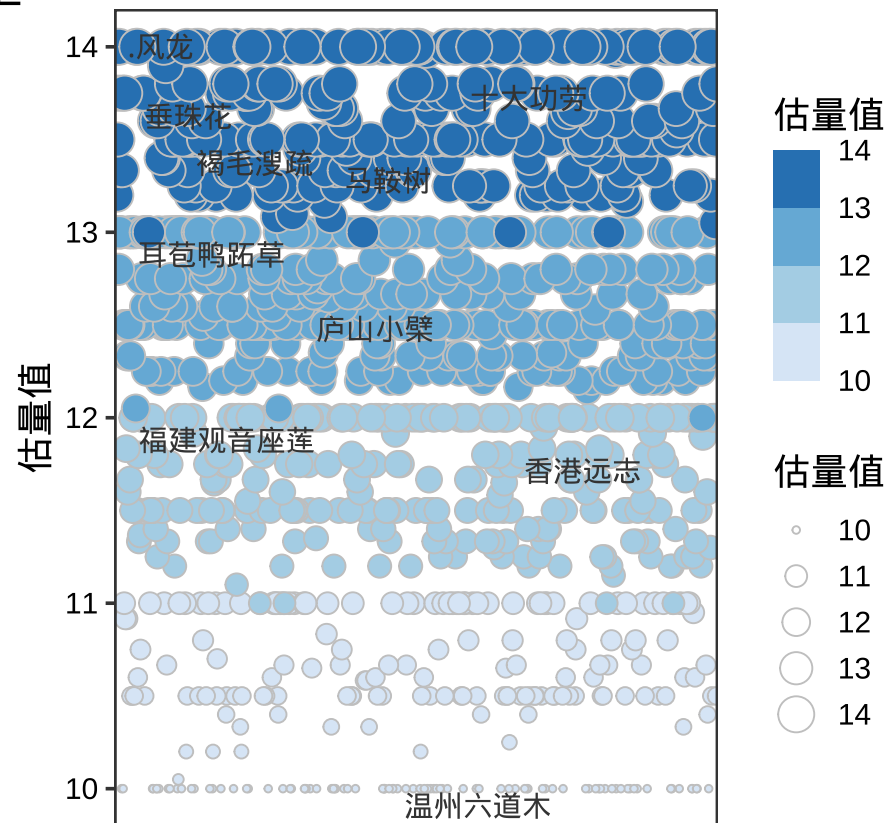 14
.风龙
十大功劳
垂珠花
褐毛溲疏
马鞍树
13
耳苞鸭跖草
庐山小檗
12
福建观音座莲
香港远志
11
10
温州六道木
估量值
估量值
14
13
12
11
10
估量值
10
11
12
13
14